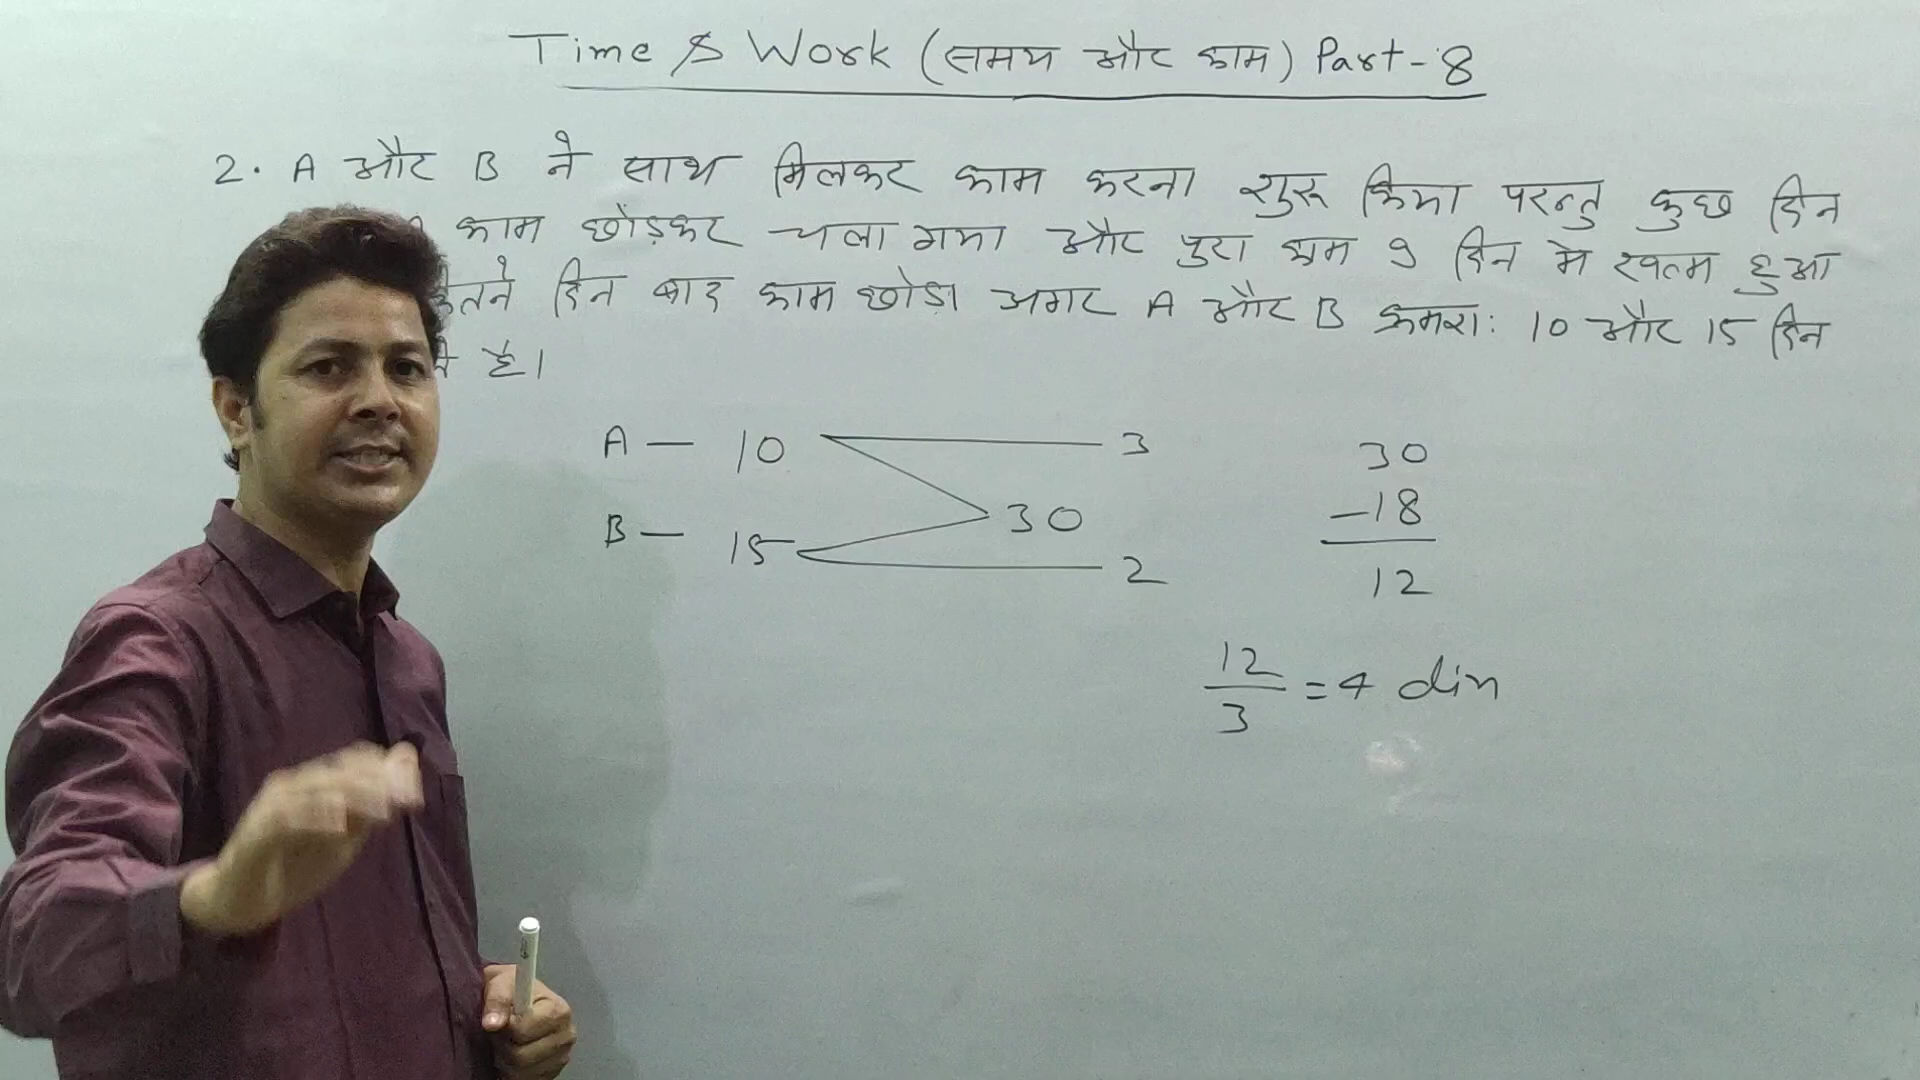 Time & Work (समय और काम) Part-8
2. A और B ने साथ मिलकर काम करना शुरू किया परन्तु कुछ दिन
काम छोड़कर चला गया और पुरा काम 9 दिन मे खत्म हुआ
दिन बाद काम छोड़ा अगर A और B क्रमश: 10 और 15 दिन
है।
A — 10 3
B — 15 30 2
30
-18
12
12/3 = 4 din